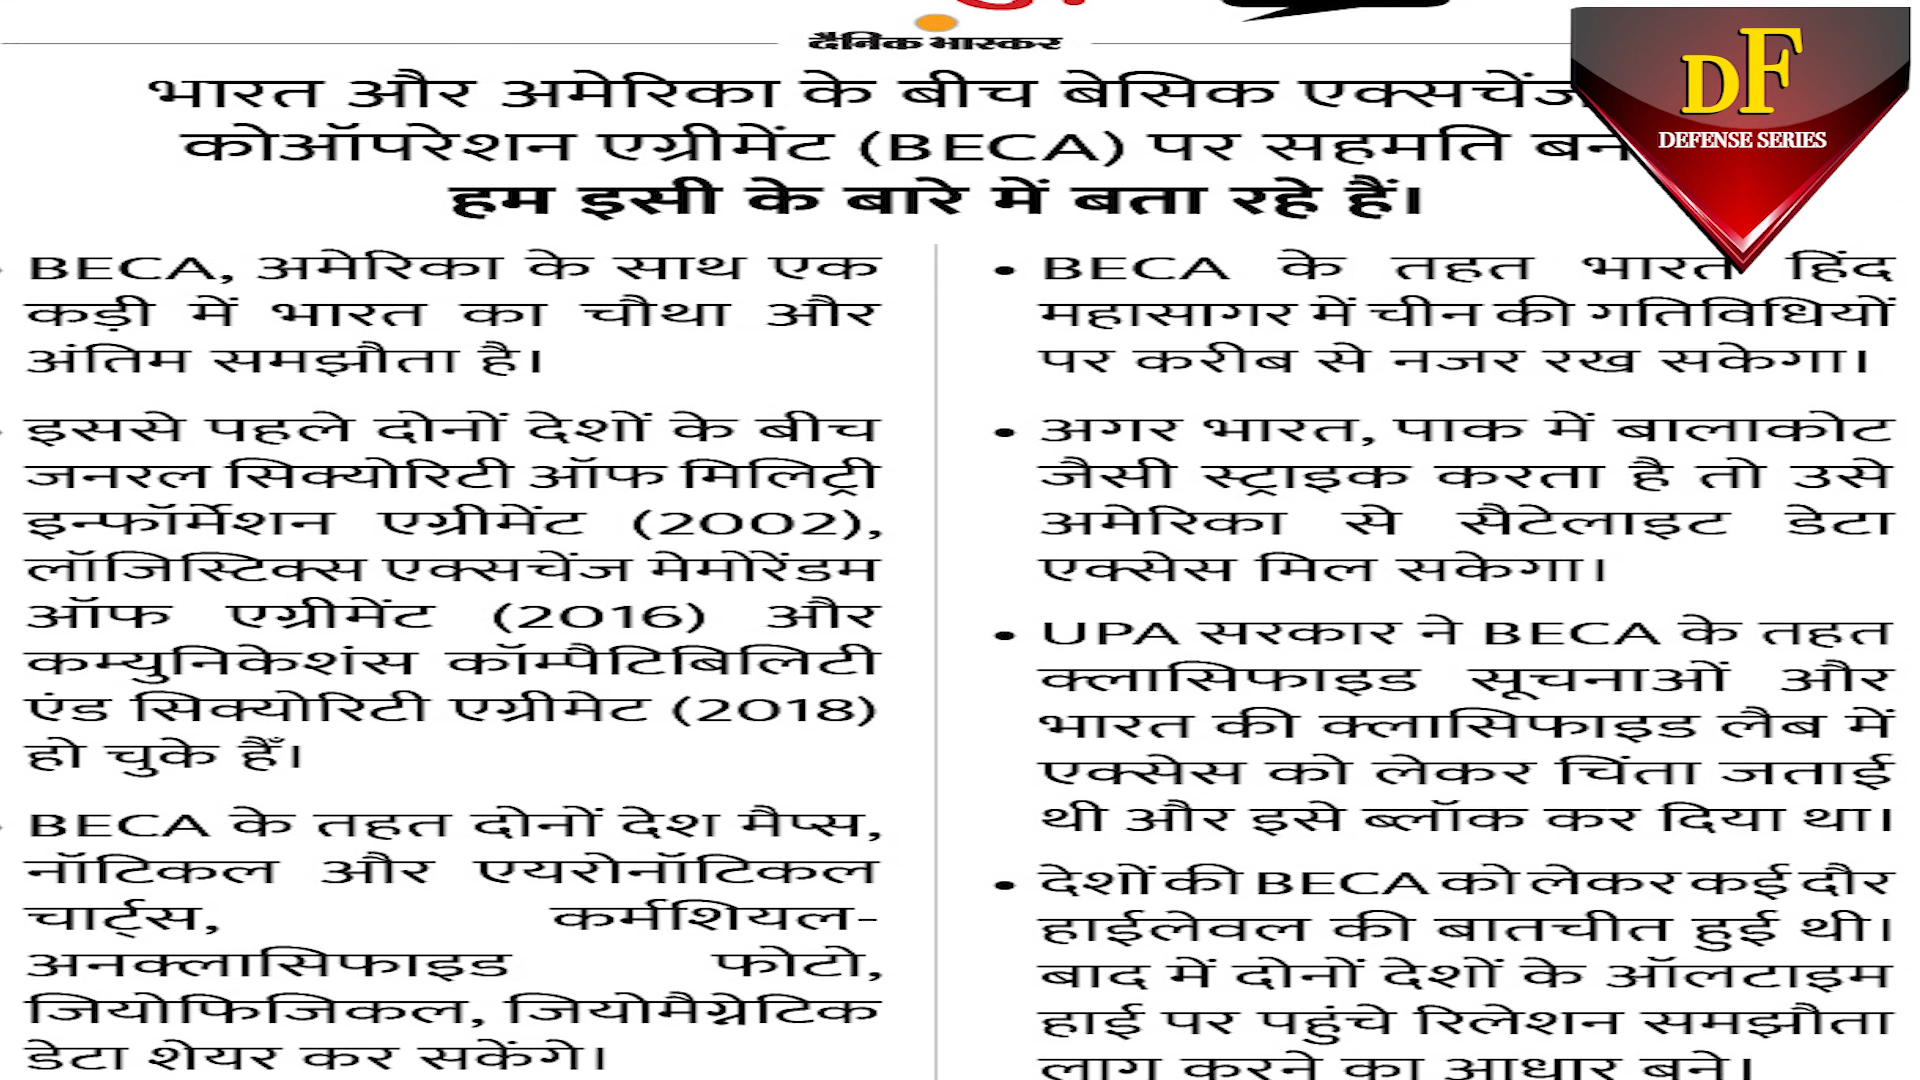 दैनिक भास्कर
भारत और अमेरिका के बीच बेसिक
कोऑपरेशन एग्रीमेंट (BECA) पर सहमति
हम इसी के बारे में बता रहे हैं।
DF
DEFENSE SERIES
BECA, अमेरिका के साथ एक
कड़ी में भारत का चौथा और
अंतिम समझौता है।
इससे पहले दोनों देशों के बीच
जनरल सिक्योरिटी ऑफ मिलिट्री
इन्फॉर्मेशन एग्रीमेंट (2002),
लॉजिस्टिक्स एक्सचेंज मेमोरेंडम
ऑफ एग्रीमेंट (2016) और
कम्युनिकेशंस कॉम्पैटिबिलिटी
एंड सिक्योरिटी एग्रीमेट (2018)
हो चुके हैँ।
BECA के तहत दोनों देश मैप्स,
नॉटिकल और एयरोनॉटिकल
चार्ट्स, कर्मशियल-
अनक्लासिफाइड फोटो,
जियोफिजिकल, जियोमैग्नेटिक
डेटा शेयर कर सकेंगे।
• BECA के तहत भारत हिंद
महासागर में चीन की गतिविधियों
पर करीब से नजर रख सकेगा।
• अगर भारत, पाक में बालाकोट
जैसी स्ट्राइक करता है तो उसे
अमेरिका से सैटेलाइट डेटा
एक्सेस मिल सकेगा।
• UPA सरकार ने BECA के तहत
क्लासिफाइड सूचनाओं और
भारत की क्लासिफाइड लैब में
एक्सेस को लेकर चिंता जताई
थी और इसे ब्लॉक कर दिया था।
• देशों की BECA को लेकर कई दौर
हाईलेवल की बातचीत हुई थी।
बाद में दोनों देशों के ऑलटाइम
हाई पर पहुंचे रिलेशन समझौता
करने का आधार बने।